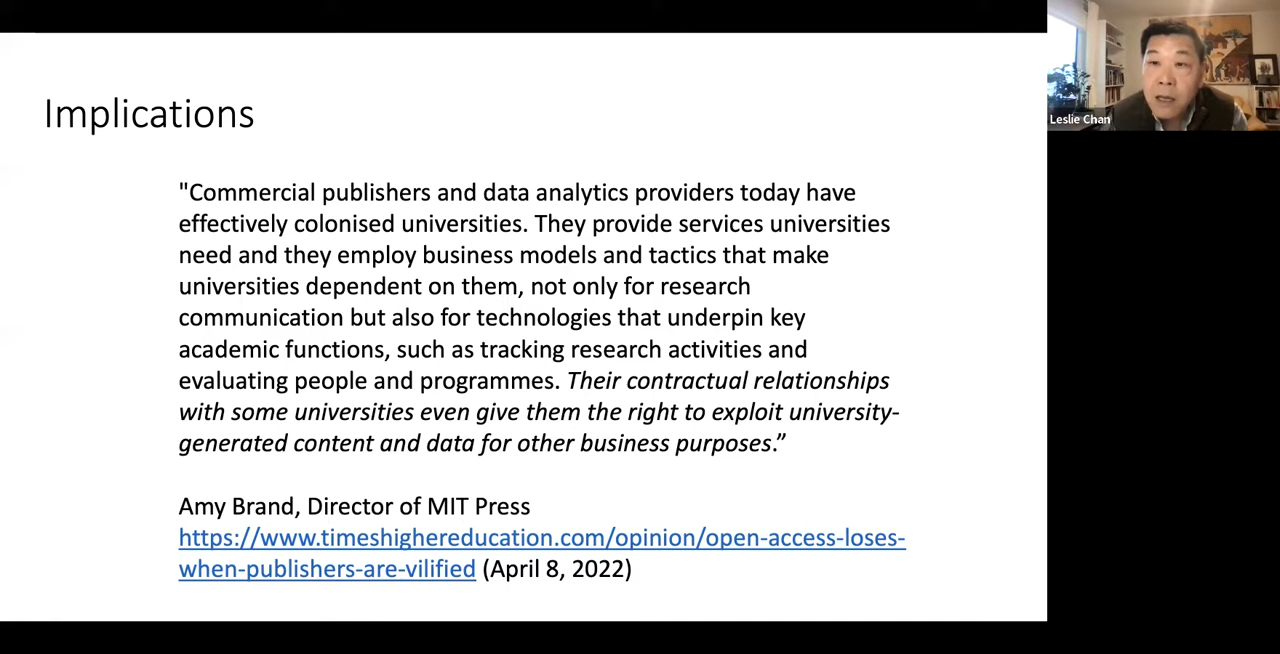 Implications
"Commercial publishers and data analytics providers today have
effectively colonised universities. They provide services universities
need and they employ business models and tactics that make
universities dependent on them, not only for research
communication but also for technologies that underpin key
academic functions, such as tracking research activities and
evaluating people and programmes. Their contractual relationships
with some universities even give them the right to exploit university-
generated content and data for other business purposes.”
Amy Brand, Director of MIT Press
https://www.timeshighereducation.com/opinion/open-access-loses-
when-publishers-are-vilified (April 8, 2022)
Leslie Chan